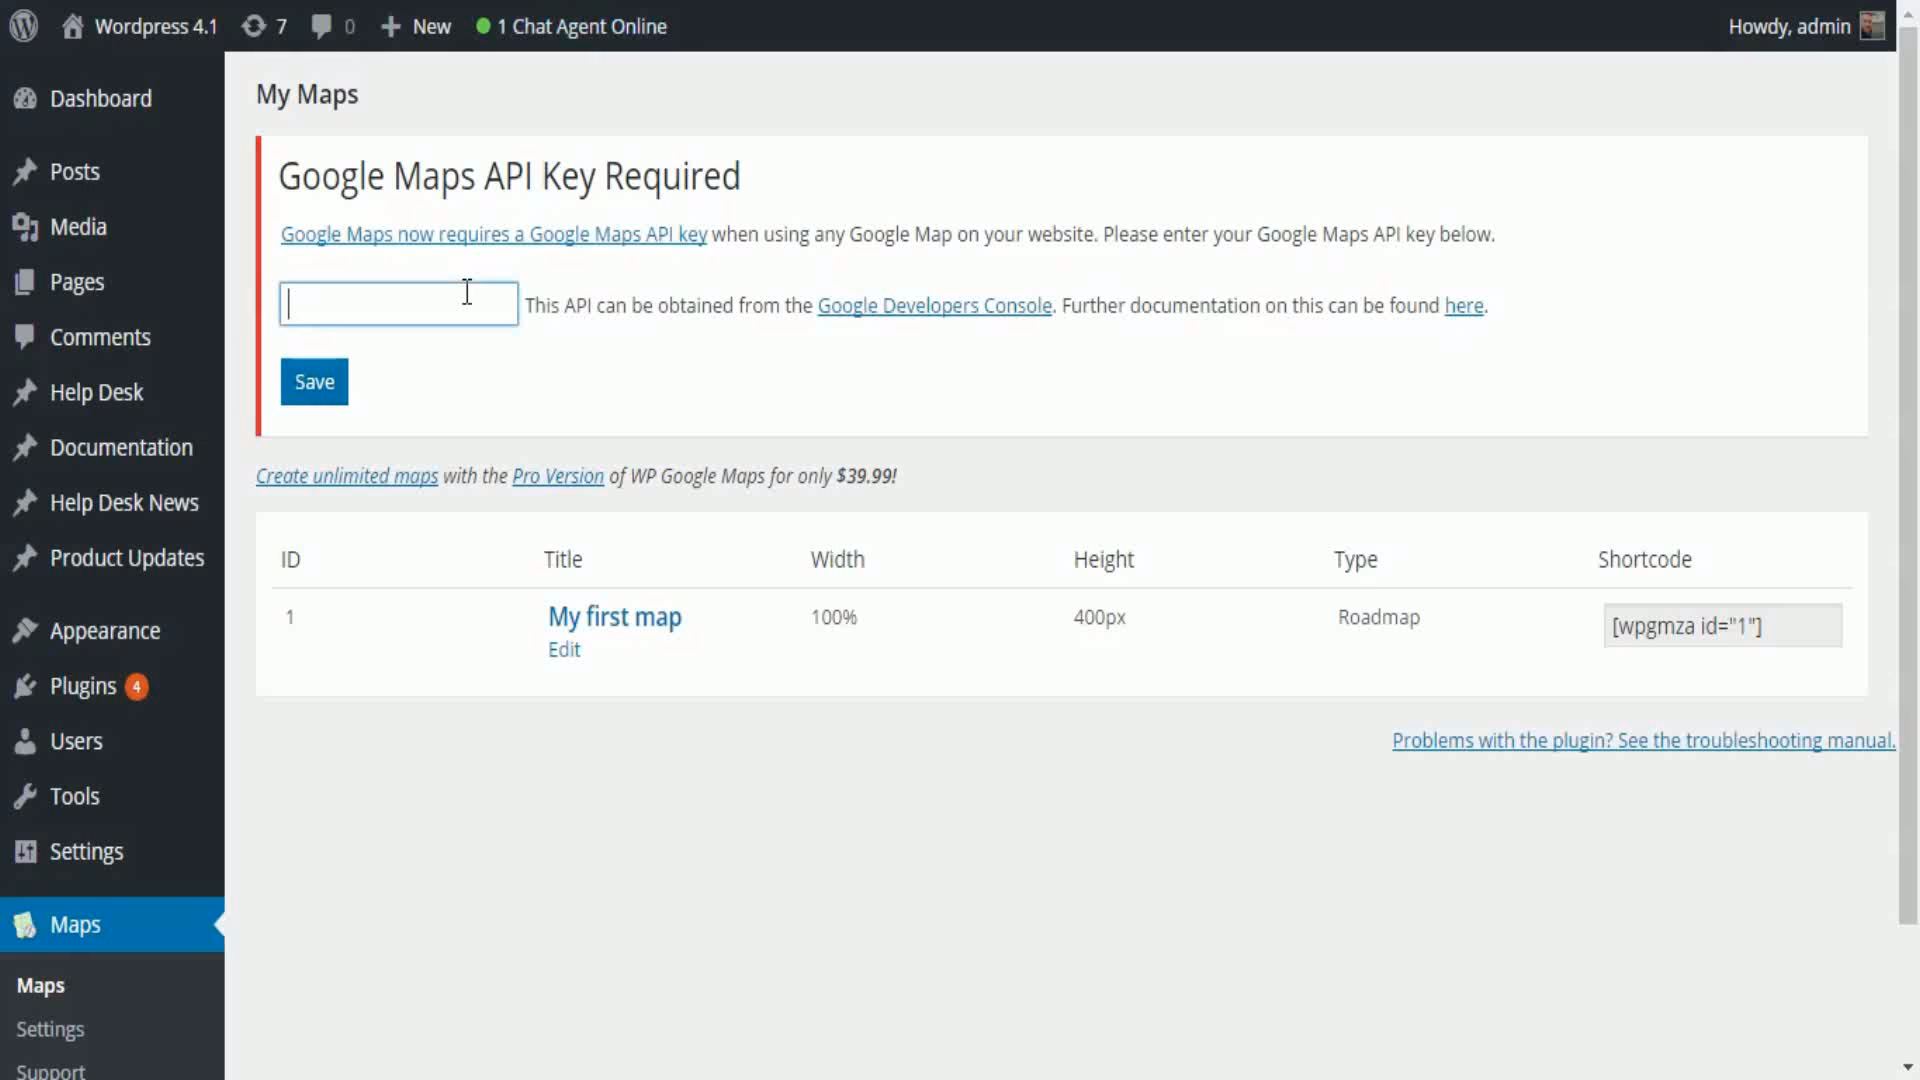 Wordpress 4.1 7 0 New 1 Chat Agent Online Howdy, admin
Dashboard
Posts
Media
Pages
Comments
Help Desk
Documentation
Help Desk News
Product Updates
Appearance
Plugins 4
Users
Tools
Settings
Maps
Maps
Settings
Support
My Maps
Google Maps API Key Required
Google Maps now requires a Google Maps API key when using any Google Map on your website. Please enter your Google Maps API key below.
This API can be obtained from the Google Developers Console. Further documentation on this can be found here.
Save
Create unlimited maps with the Pro Version of WP Google Maps for only $39.99!
ID Title Width Height Type Shortcode
1 My first map 100% 400px Roadmap [wpgmza id="1"]
Edit
Problems with the plugin? See the troubleshooting manual.